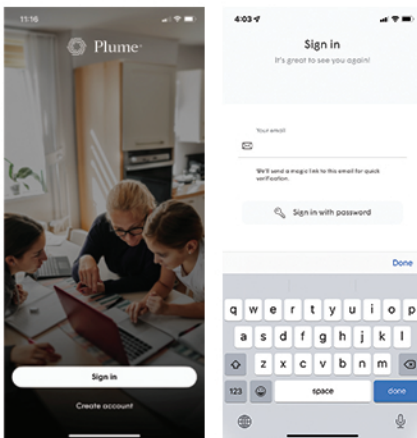 11:16
Plume
Sign in
Create account
4:03
Sign in
It's great to see you again!
Your email
We'll send a magic link to this email for quick
verification.
Sign in with password
Done
q w e r t y u i o p
a s d f g h j k l
z x c v b n m
123 space done